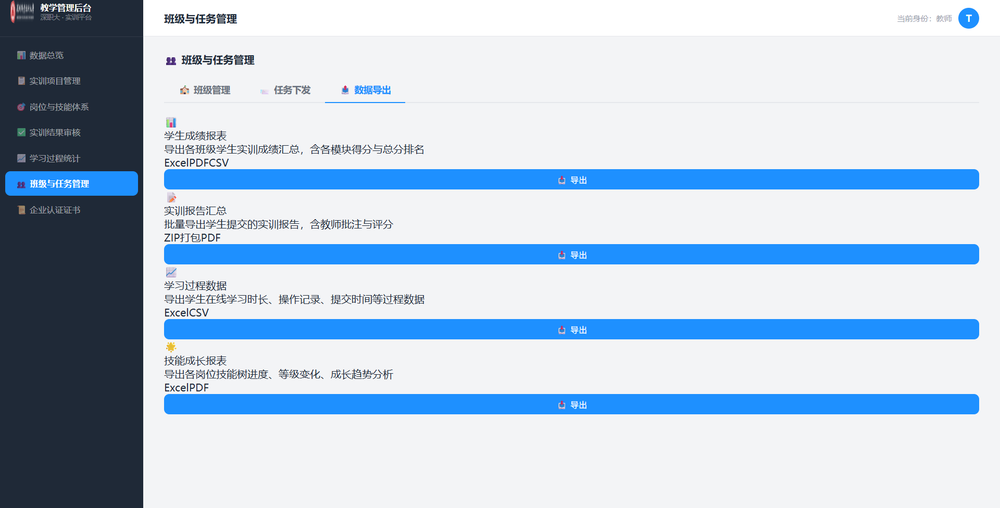 教学管理后台
深职大 · 实训平台
数据总览
实训项目管理
岗位与技能体系
实训结果审核
学习过程统计
班级与任务管理
企业认证证书
班级与任务管理
当前身份：教师
T
班级与任务管理
班级管理
任务下发
数据导出
学生成绩报表
导出各班级学生实训成绩汇总，含各模块得分与总分排名
ExcelPDFCSV
导出
实训报告汇总
批量导出学生提交的实训报告，含教师批注与评分
ZIP打包PDF
导出
学习过程数据
导出学生在线学习时长、操作记录、提交时间等过程数据
ExcelCSV
导出
技能成长报表
导出各岗位技能树进度、等级变化、成长趋势分析
ExcelPDF
导出